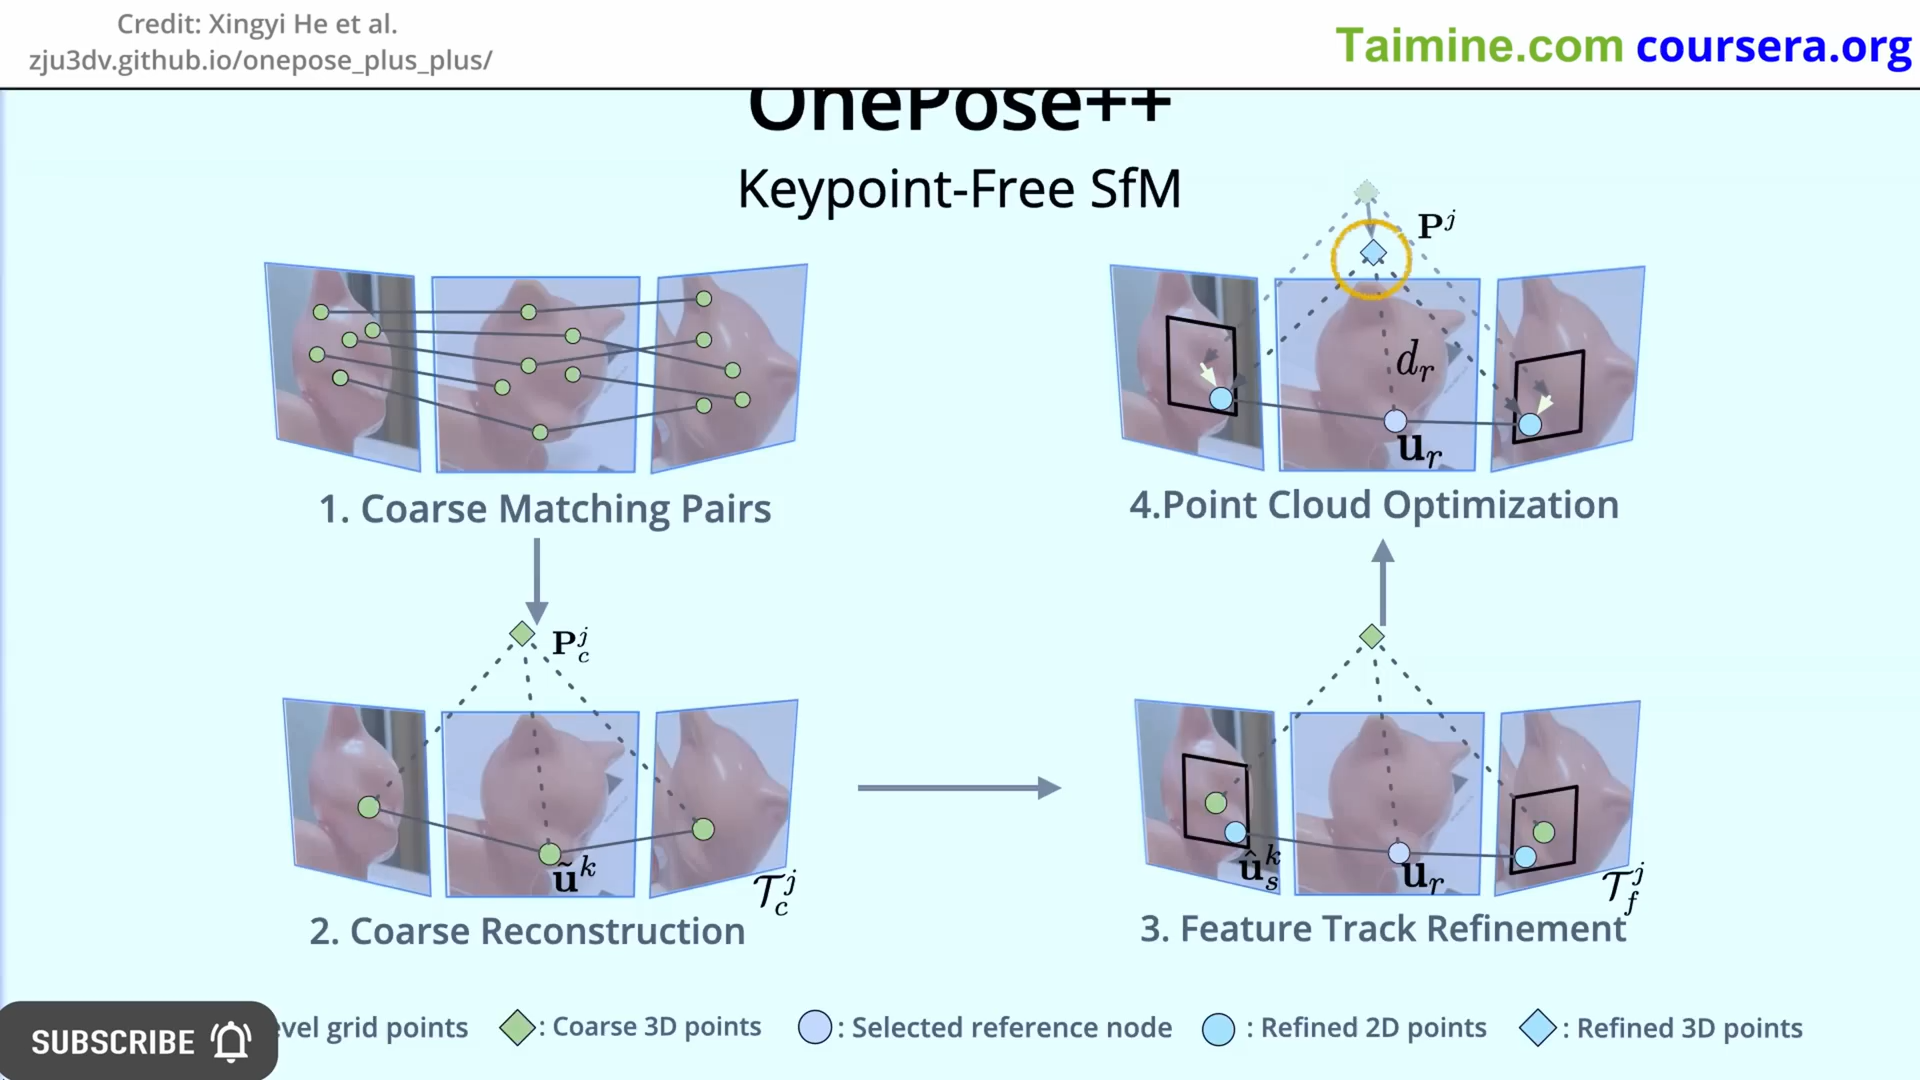 Credit: Xingyi He et al.
zju3dv.github.io/onepose_plus_plus/
Taimine.com coursera.org
OnePose++
Keypoint-Free SfM
P^j
d_r
u_r
1. Coarse Matching Pairs
4.Point Cloud Optimization
P_c^j
ũ^k
𝒯_c^j
û_s^k
u_r
𝒯_f^j
2. Coarse Reconstruction
3. Feature Track Refinement
SUBSCRIBE
grid points : Coarse 3D points : Selected reference node : Refined 2D points : Refined 3D points